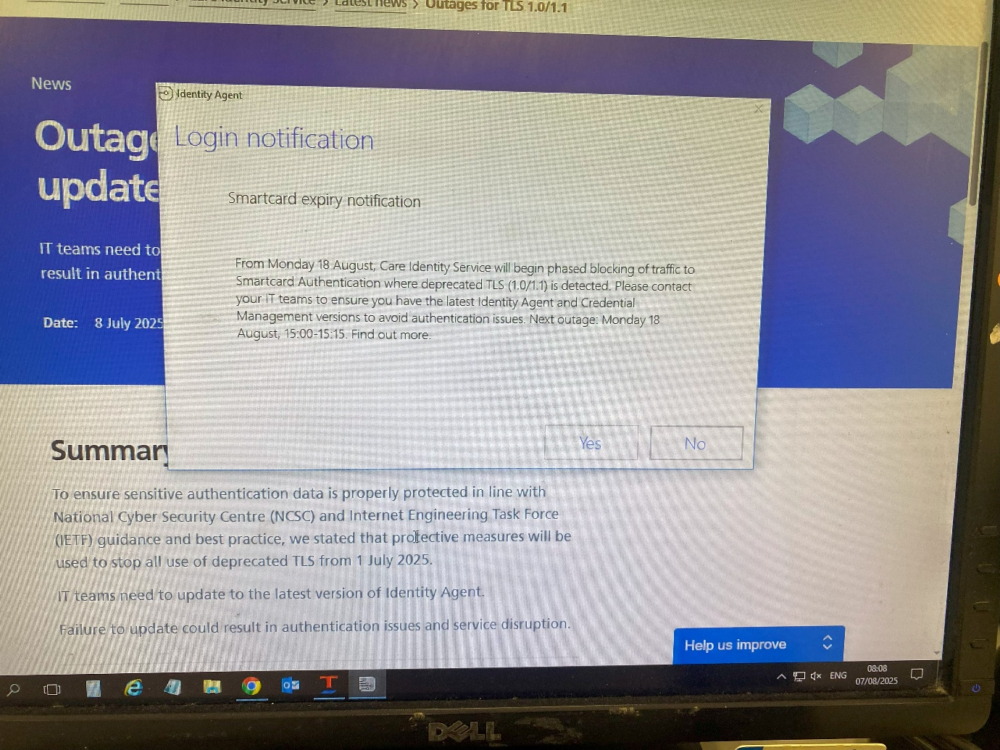 Latest news > Outages for TLS 1.0/1.1
News
Outage
update
IT teams need to
result in authent
Date: 8 July 2025
Identity Agent
Login notification
Smartcard expiry notification
From Monday 18 August, Care Identity Service will begin phased blocking of traffic to
Smartcard Authentication where deprecated TLS (1.0/1.1) is detected. Please contact
your IT teams to ensure you have the latest Identity Agent and Credential
Management versions to avoid authentication issues. Next outage: Monday 18
August, 15:00-15:15. Find out more.
Yes No
Summary
To ensure sensitive authentication data is properly protected in line with
National Cyber Security Centre (NCSC) and Internet Engineering Task Force
(IETF) guidance and best practice, we stated that protective measures will be
used to stop all use of deprecated TLS from 1 July 2025.
IT teams need to update to the latest version of Identity Agent.
Failure to update could result in authentication issues and service disruption.
Help us improve
ENG
08:08
07/08/2025
DELL